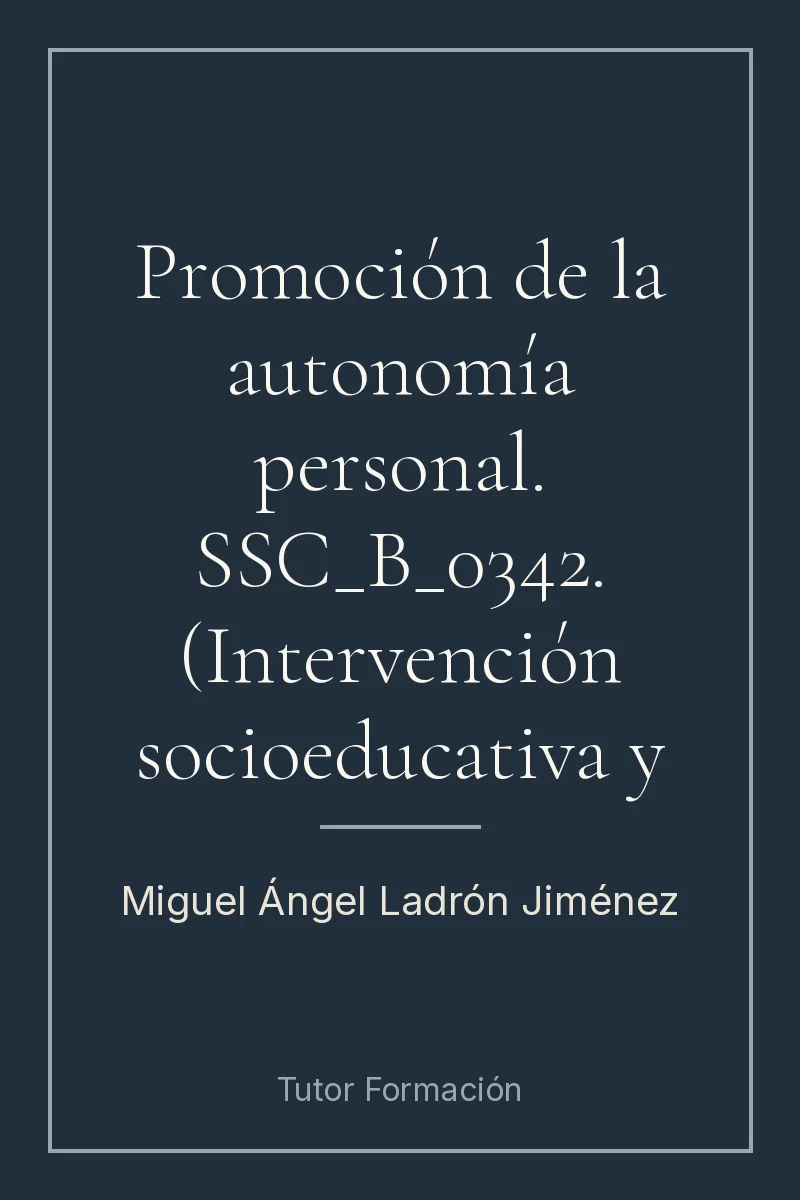 Promoción de la
autonomía
personal.
SSC_B_0342.
(Intervención
socioeducativa y
Miguel Ángel Ladrón Jiménez
Tutor Formación